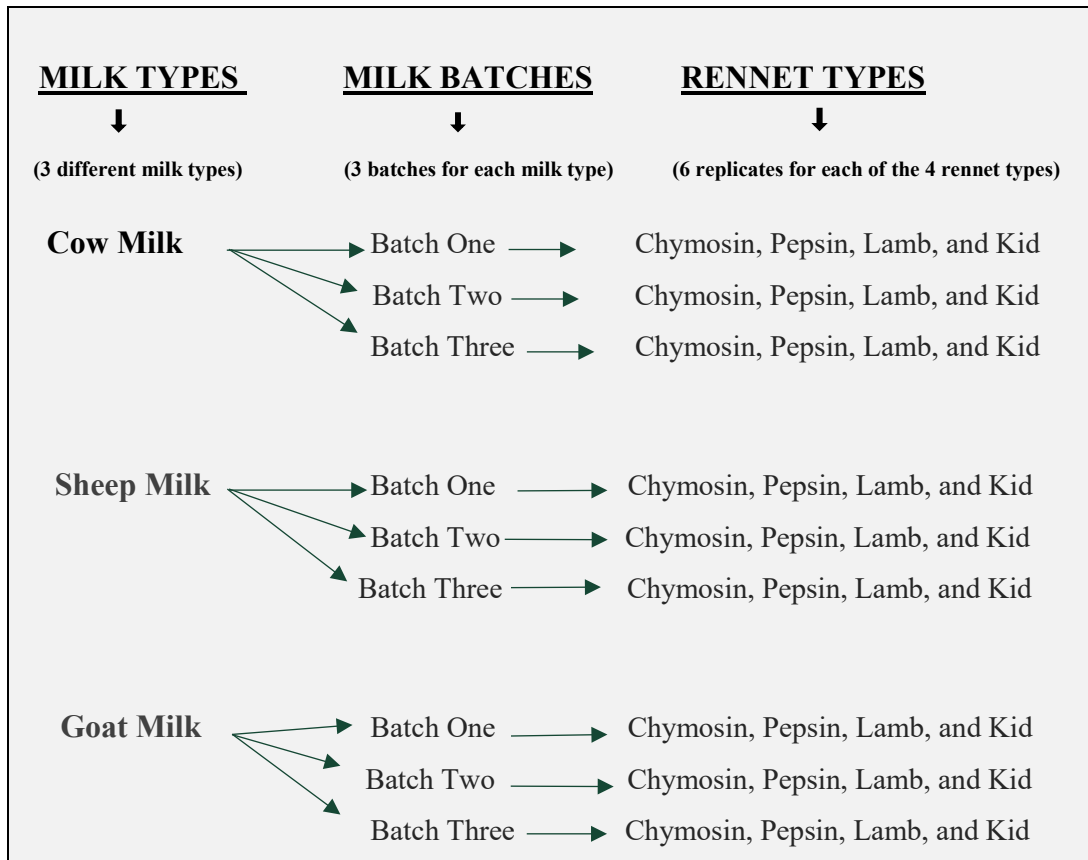 MILK TYPES MILK BATCHES RENNET TYPES
(3 different milk types) (3 batches for each milk type) (6 replicates for each of the 4 rennet types)
Cow Milk Batch One Chymosin, Pepsin, Lamb, and Kid
Batch Two Chymosin, Pepsin, Lamb, and Kid
Batch Three Chymosin, Pepsin, Lamb, and Kid
Sheep Milk Batch One Chymosin, Pepsin, Lamb, and Kid
Batch Two Chymosin, Pepsin, Lamb, and Kid
Batch Three Chymosin, Pepsin, Lamb, and Kid
Goat Milk Batch One Chymosin, Pepsin, Lamb, and Kid
Batch Two Chymosin, Pepsin, Lamb, and Kid
Batch Three Chymosin, Pepsin, Lamb, and Kid